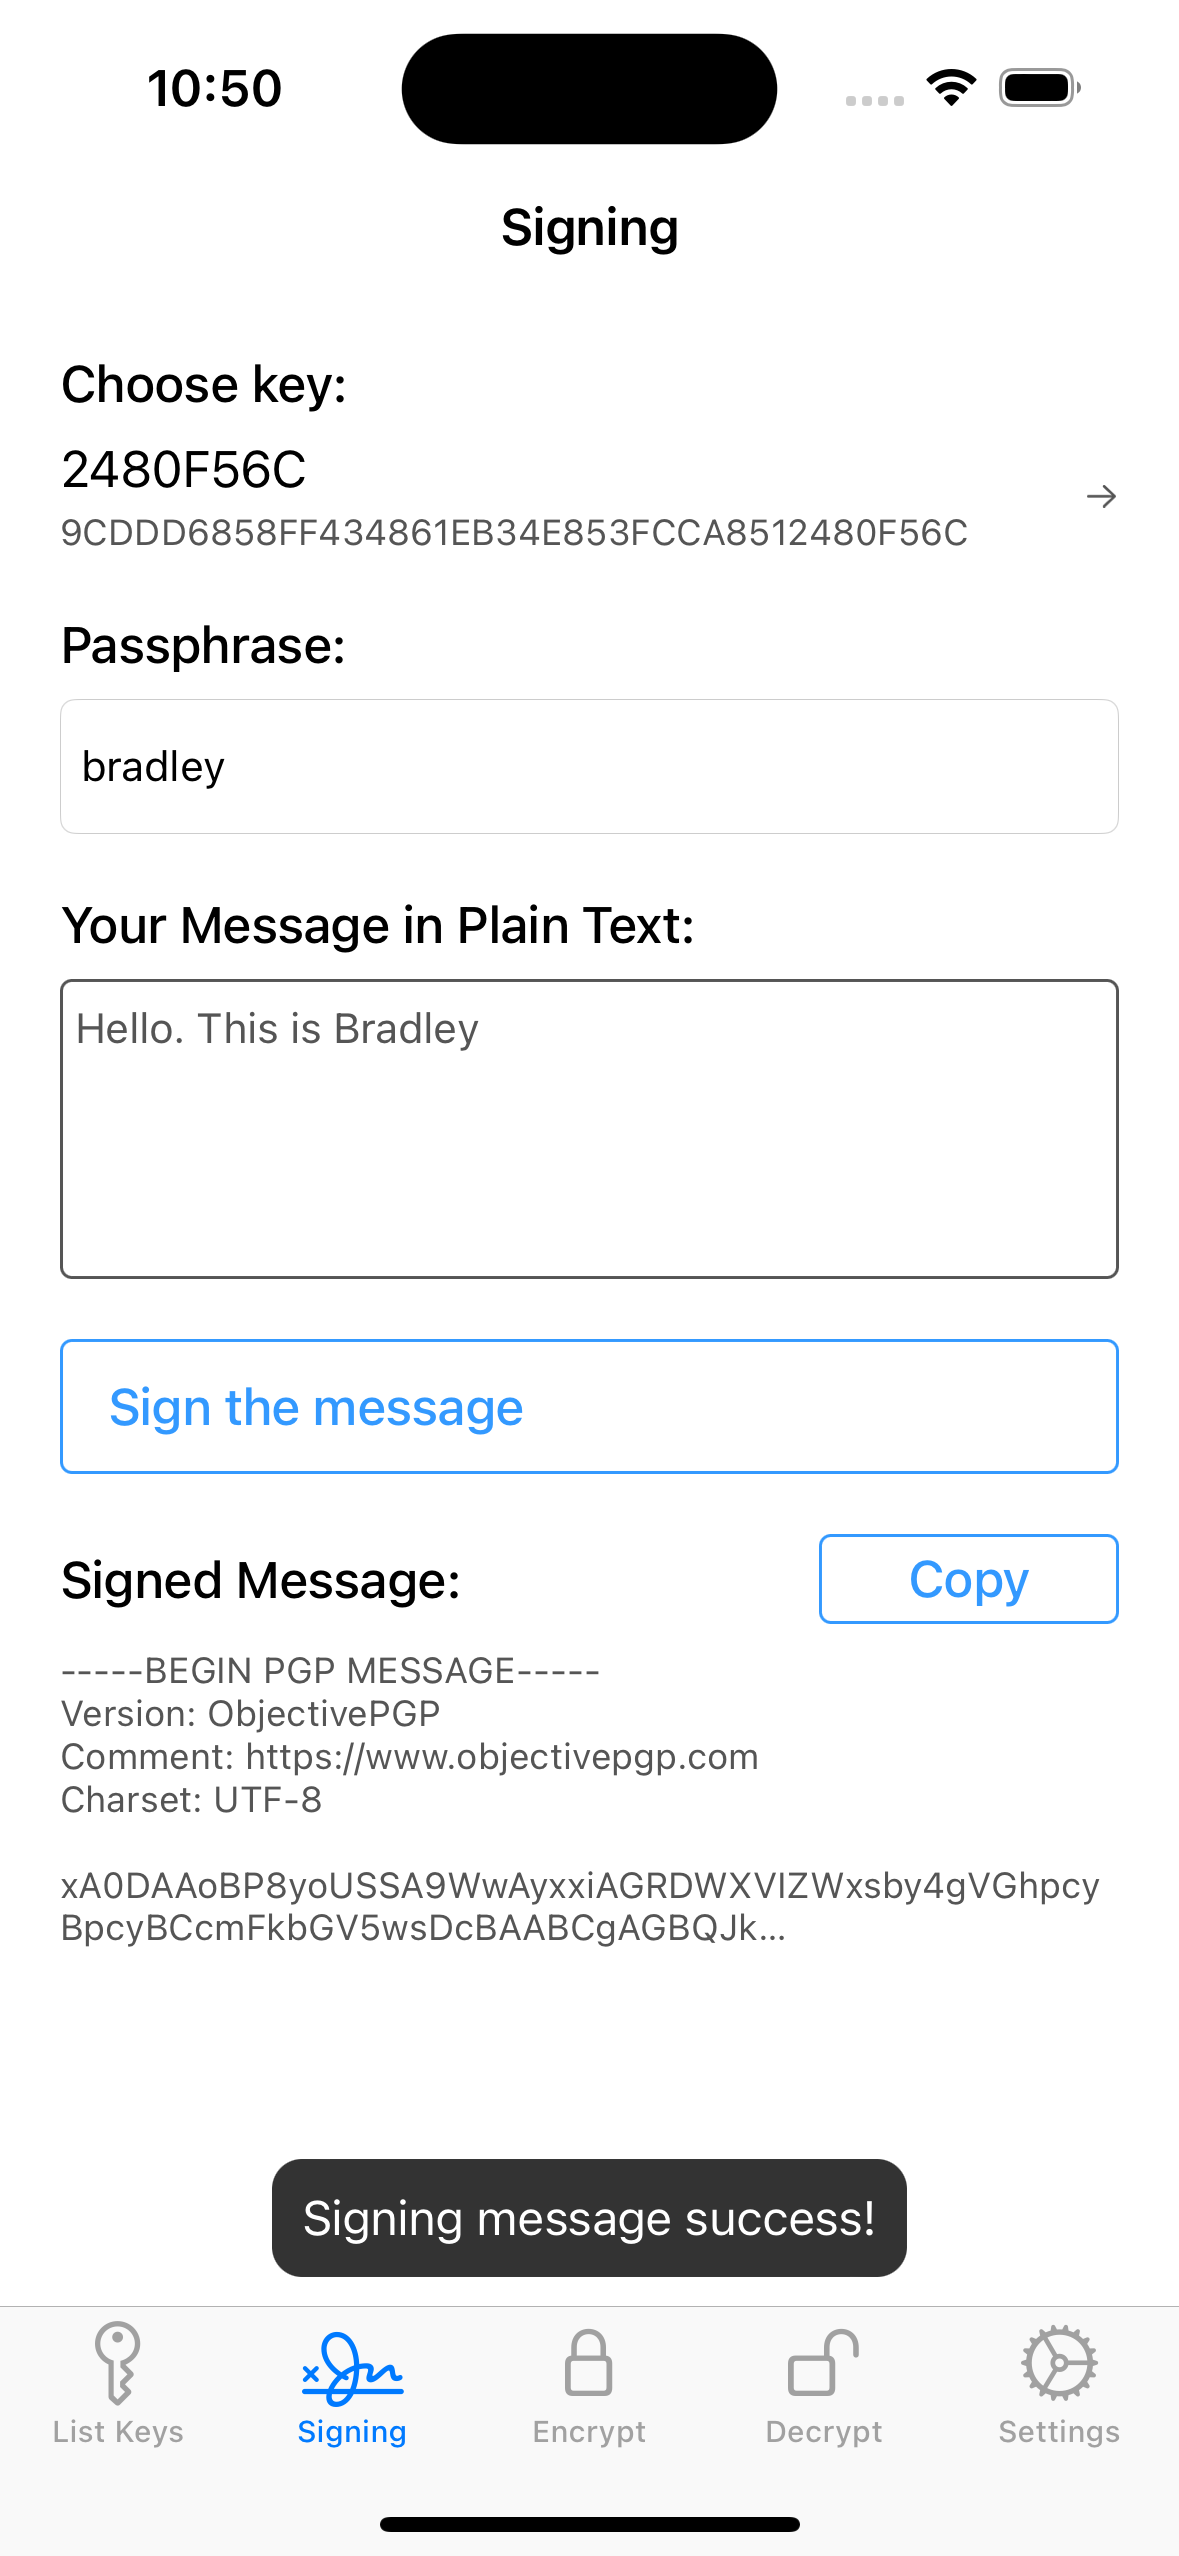 10:50
Signing
Choose key:
2480F56C
9CDDD6858FF434861EB34E853FCCA8512480F56C
Passphrase:
bradley
Your Message in Plain Text:
Hello. This is Bradley
Sign the message
Signed Message:
Copy
-----BEGIN PGP MESSAGE-----
Version: ObjectivePGP
Comment: https://www.objectivepgp.com
Charset: UTF-8
xA0DAAoBP8yoUSSA9WwAyxxiAGRDWXVIZWxsby4gVGhpcy
BpcyBCcmFkbGV5wsDcBAABCgAGBQJk...
Signing message success!
List Keys
Signing
Encrypt
Decrypt
Settings